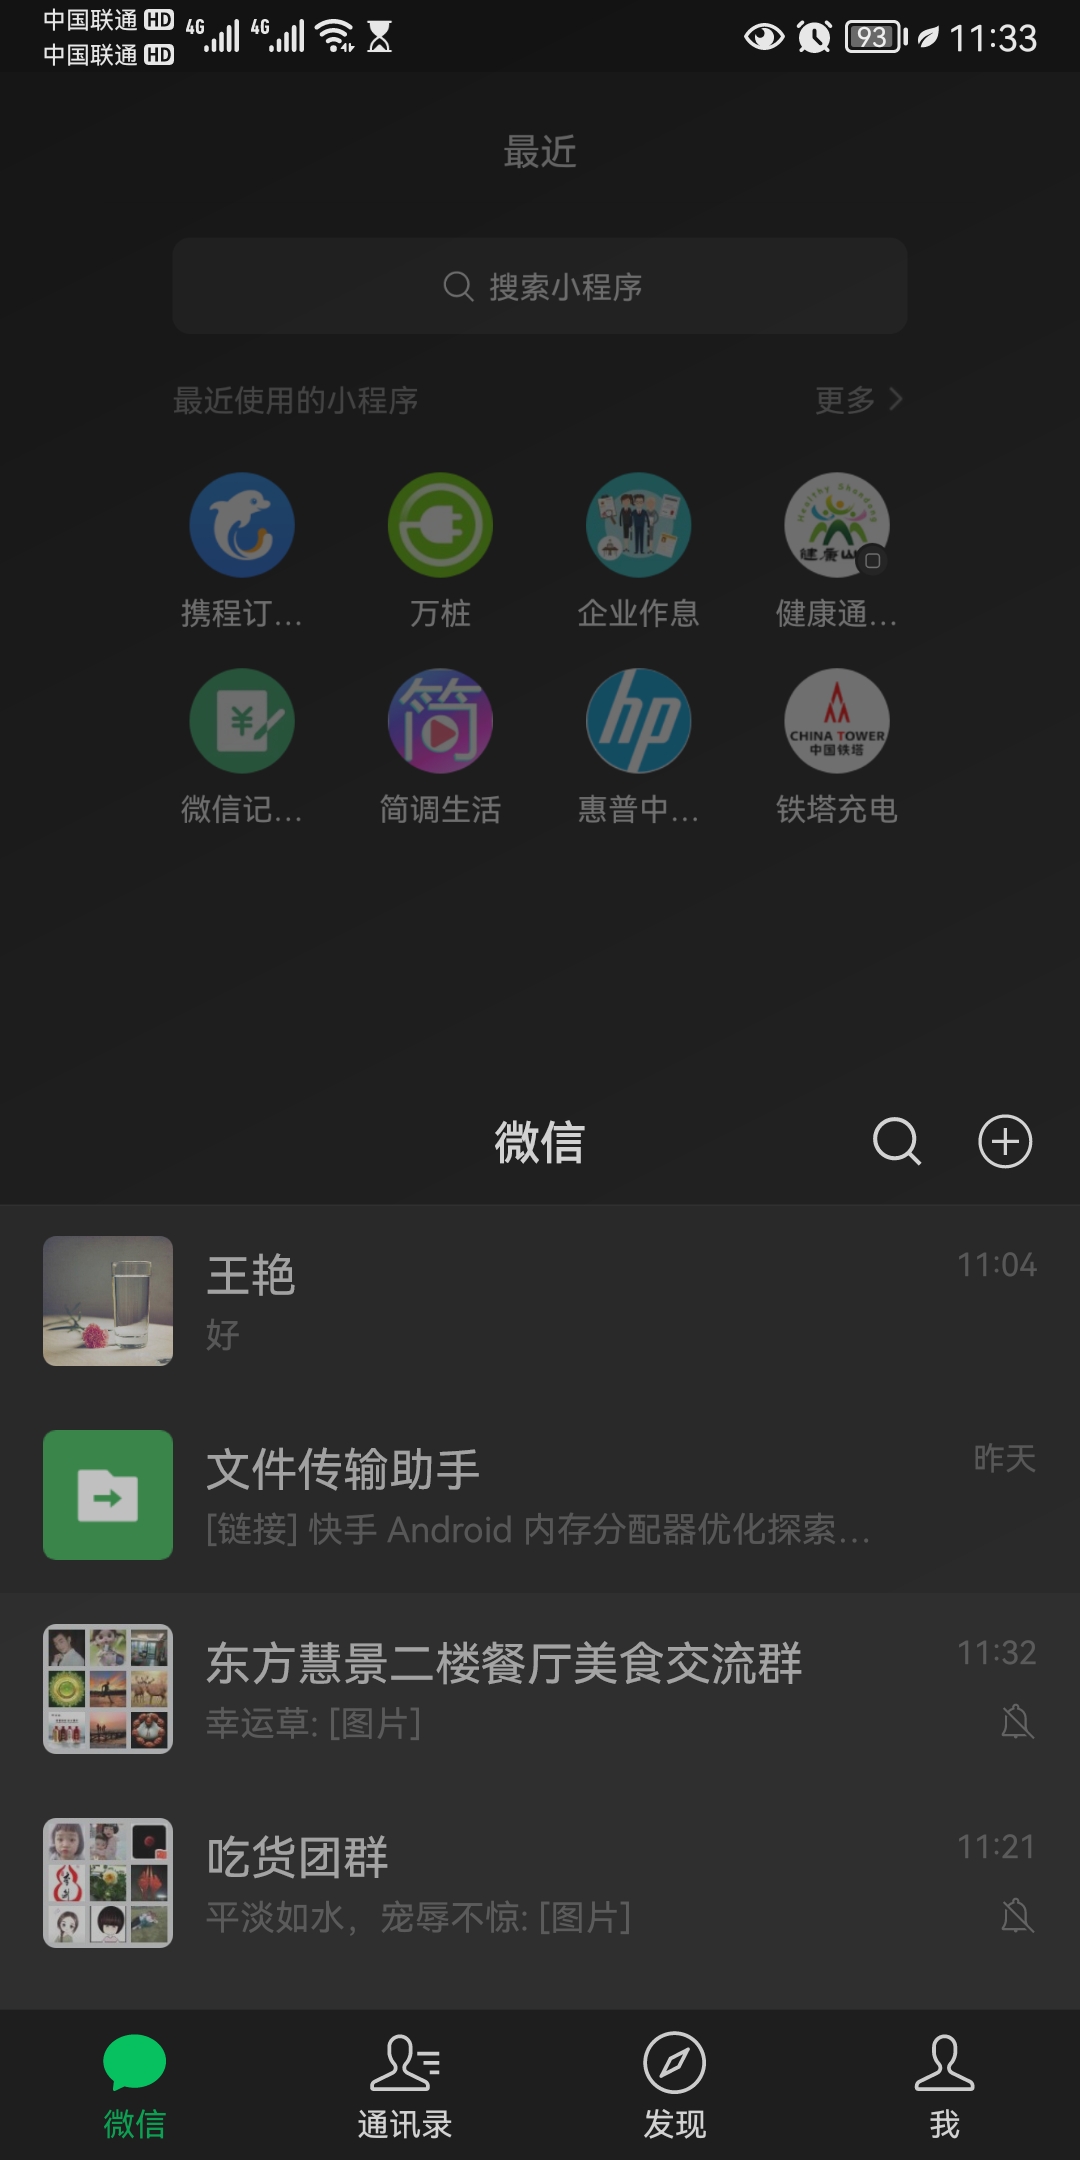 中国联通 HD 4G 4G 93 11:33
中国联通 HD
最近
搜索小程序
最近使用的小程序 更多
Healthy Shandong
健康山
携程订... 万桩 企业作息 健康通...
¥ 简 hp CHINA TOWER
中国铁塔
微信记... 简调生活 惠普中... 铁塔充电
微信
王艳 11:04
好
文件传输助手 昨天
[链接] 快手 Android 内存分配器优化探索...
东方慧景二楼餐厅美食交流群 11:32
幸运草: [图片]
吃货团群 11:21
平淡如水，宠辱不惊: [图片]
微信 通讯录 发现 我